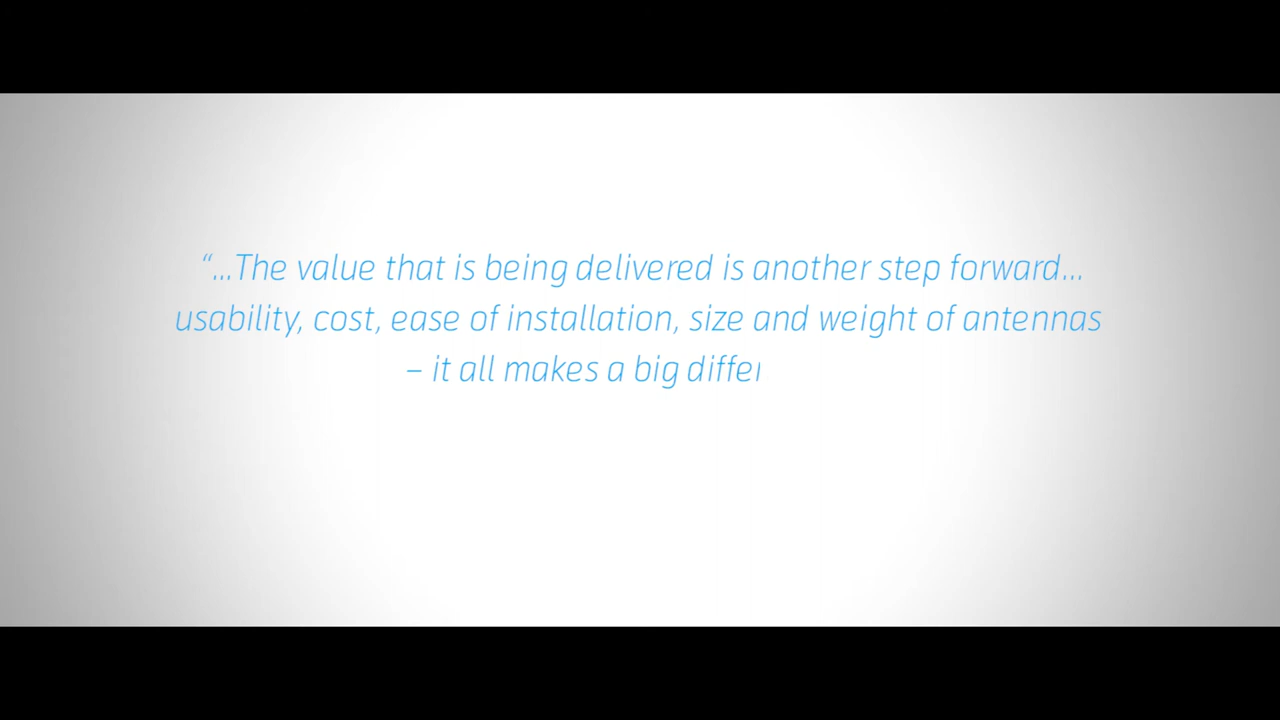 “...The value that is being delivered is another step forward...
usability, cost, ease of installation, size and weight of antennas
– it all makes a big differ